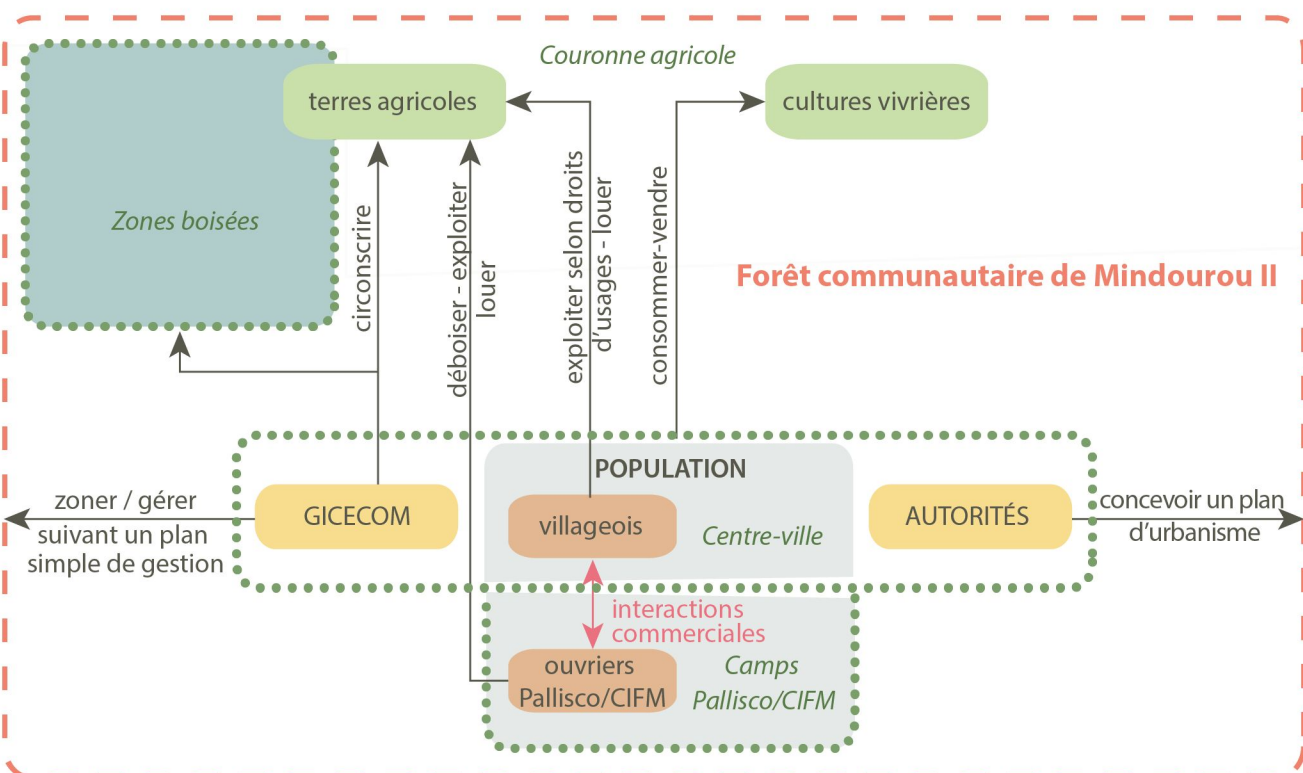 Couronne agricole
terres agricoles
cultures vivrières
Zones boisées
circonscrire
déboiser - exploiter
louer
exploiter selon droits
d'usages - louer
consommer-vendre
Forêt communautaire de Mindourou II
POPULATION
zoner / gérer
suivant un plan
simple de gestion
GICECOM
villageois
Centre-ville
AUTORITÉS
concevoir un plan
d'urbanisme
interactions
commerciales
ouvriers
Pallisco/CIFM
Camps
Pallisco/CIFM